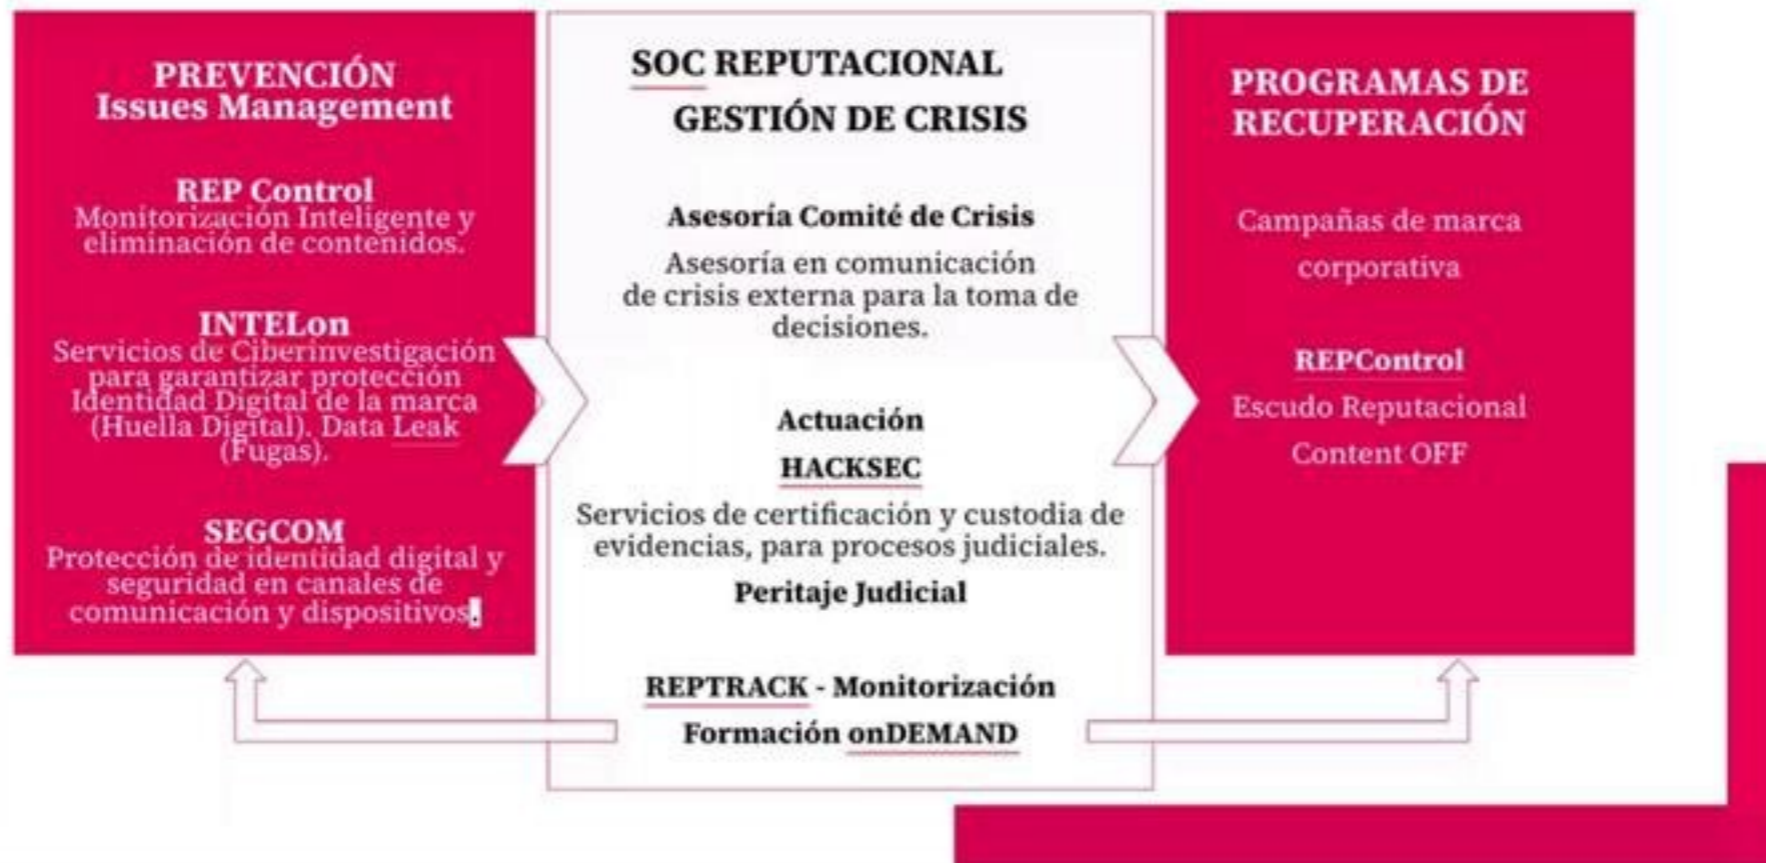 PREVENCIÓN
Issues Management
REP Control
Monitorización Inteligente y
eliminación de contenidos.
INTELon
Servicios de Ciberinvestigación
para garantizar protección
Identidad Digital de la marca
(Huella Digital). Data Leak
(Fugas).
SEGCOM
Protección de identidad digital y
seguridad en canales de
comunicación y dispositivos.
SOC REPUTACIONAL
GESTIÓN DE CRISIS
Asesoría Comité de Crisis
Asesoría en comunicación
de crisis externa para la toma de
decisiones.
Actuación
HACKSEC
Servicios de certificación y custodia de
evidencias, para procesos judiciales.
Peritaje Judicial
REPTRACK - Monitorización
Formación onDEMAND
PROGRAMAS DE
RECUPERACIÓN
Campañas de marca
corporativa
REPControl
Escudo Reputacional
Content OFF